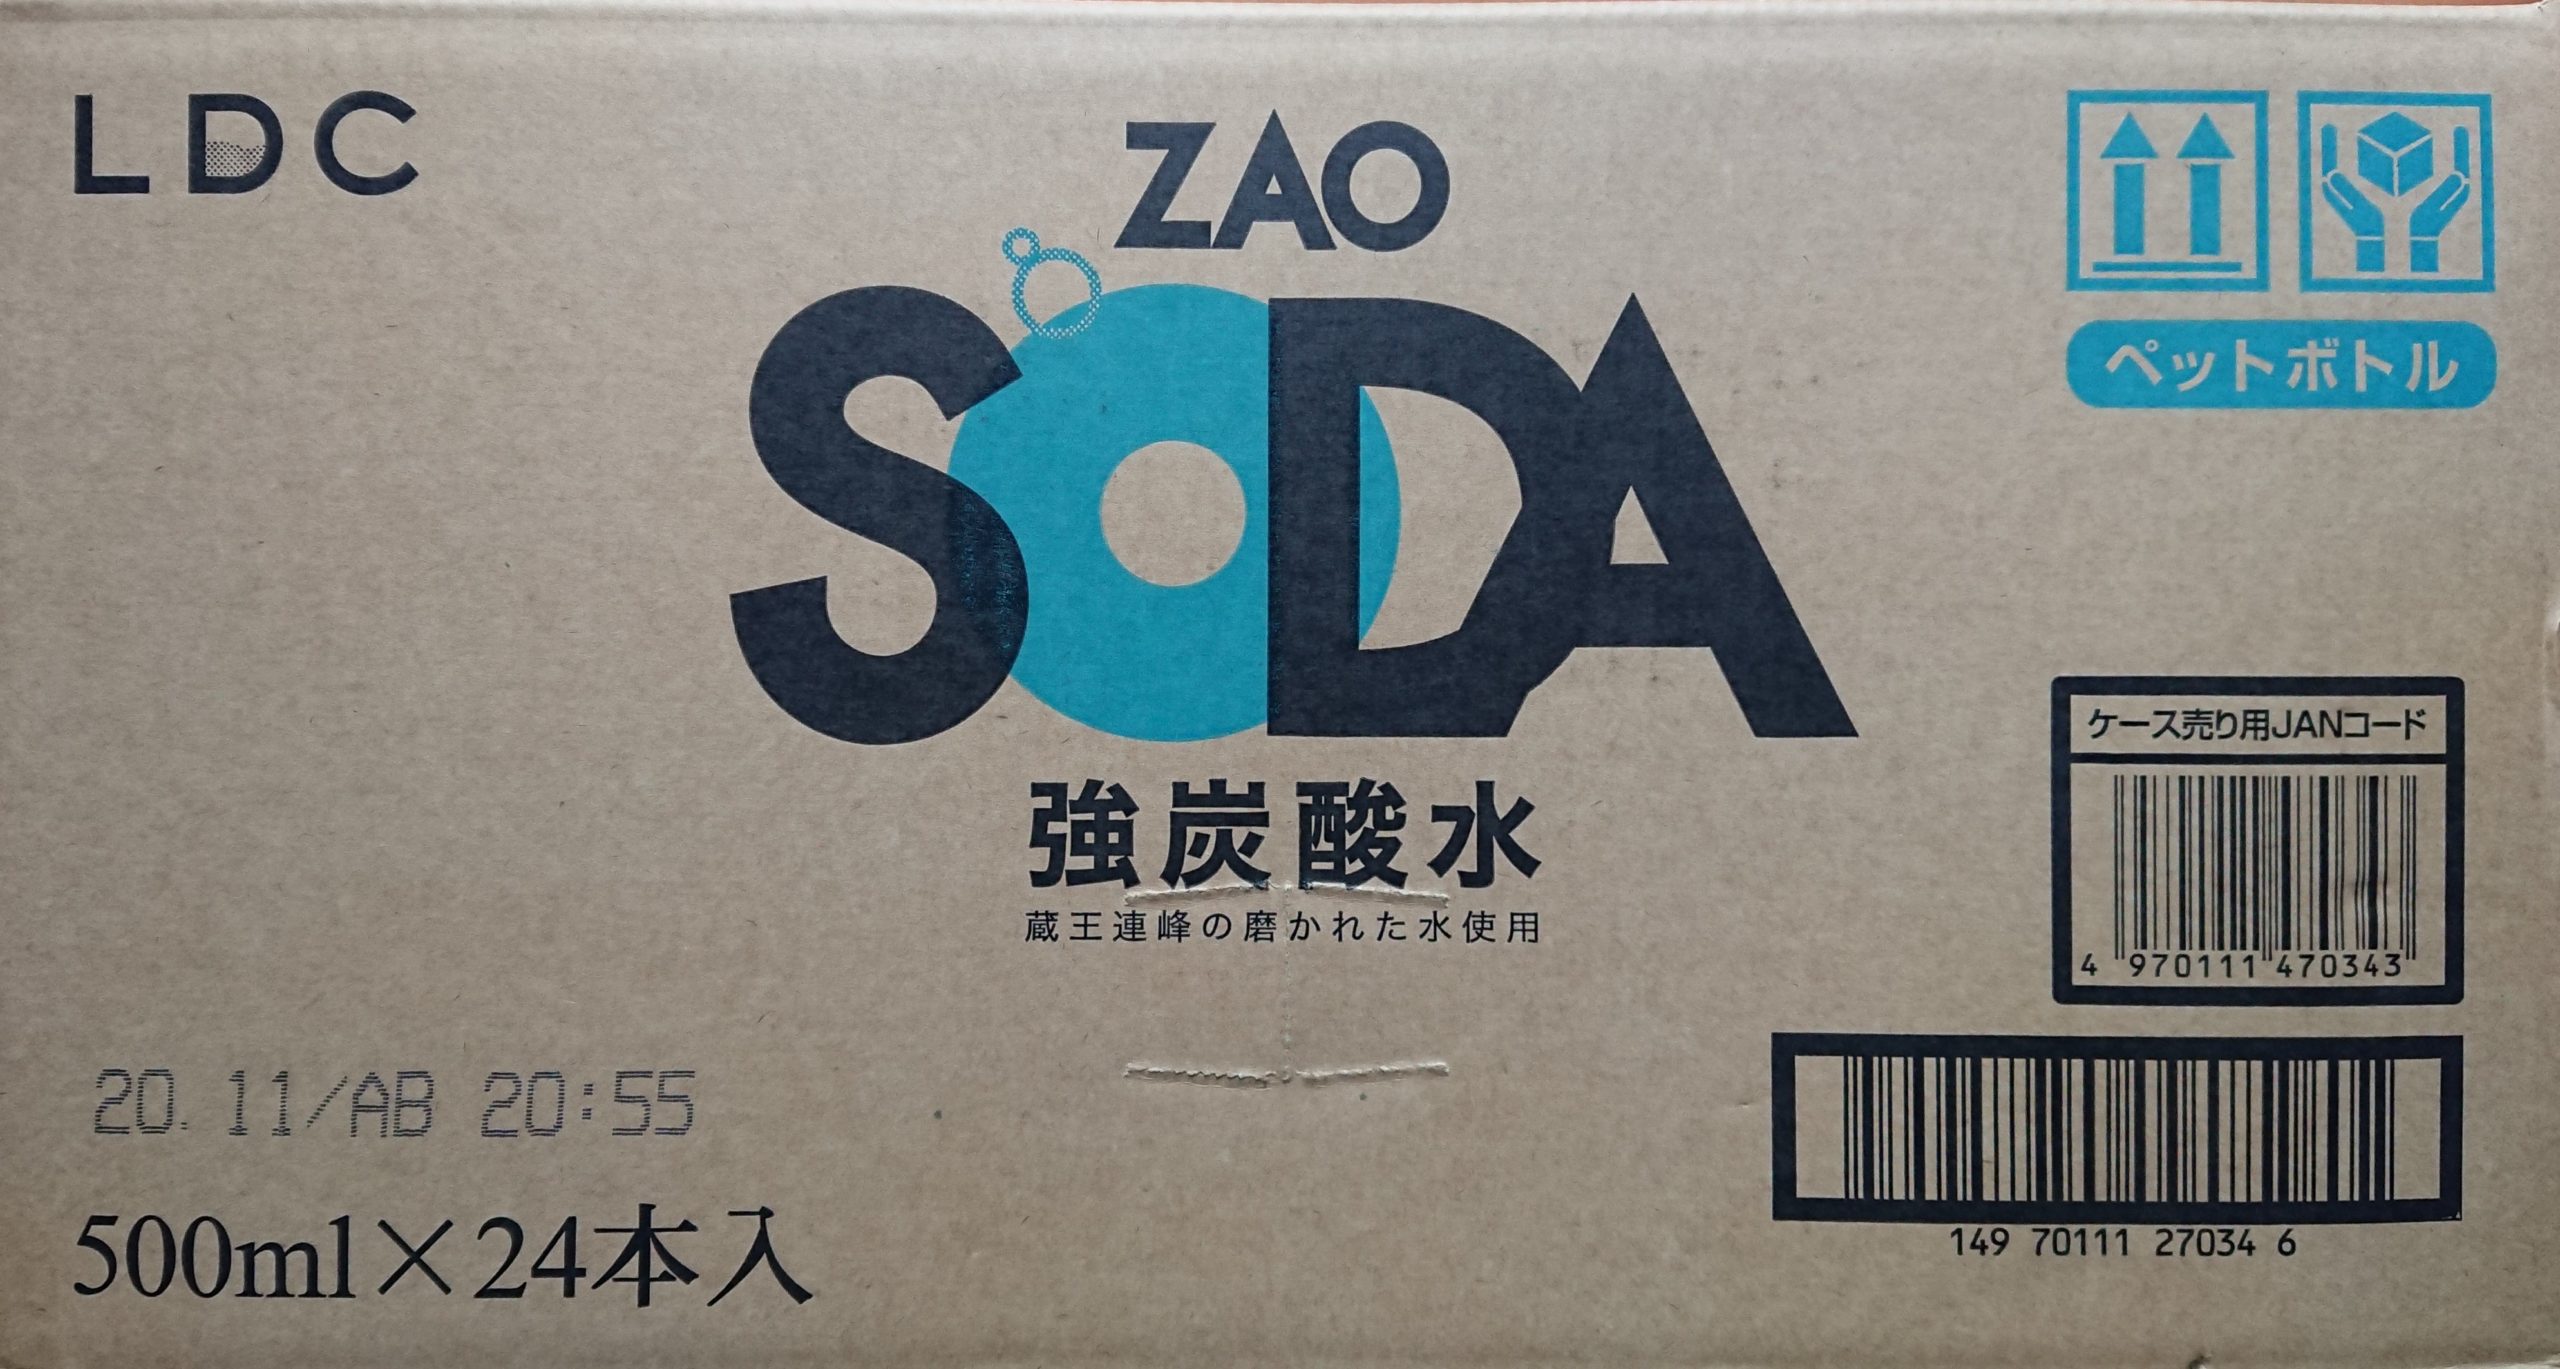 LDC
ZAO
SODA
強炭酸水
蔵王連峰の磨かれた水使用
ペットボトル
ケース売り用JANコード
4 970111 470343
149 70111 27034 6
20. 11/AB 20:55
500ml×24本入